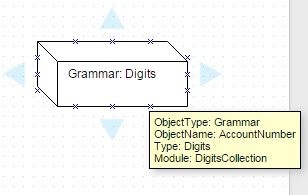 Grammar: Digits
ObjectType: Grammar
ObjectName: AccountNumber
Type: Digits
Module: DigitsCollection